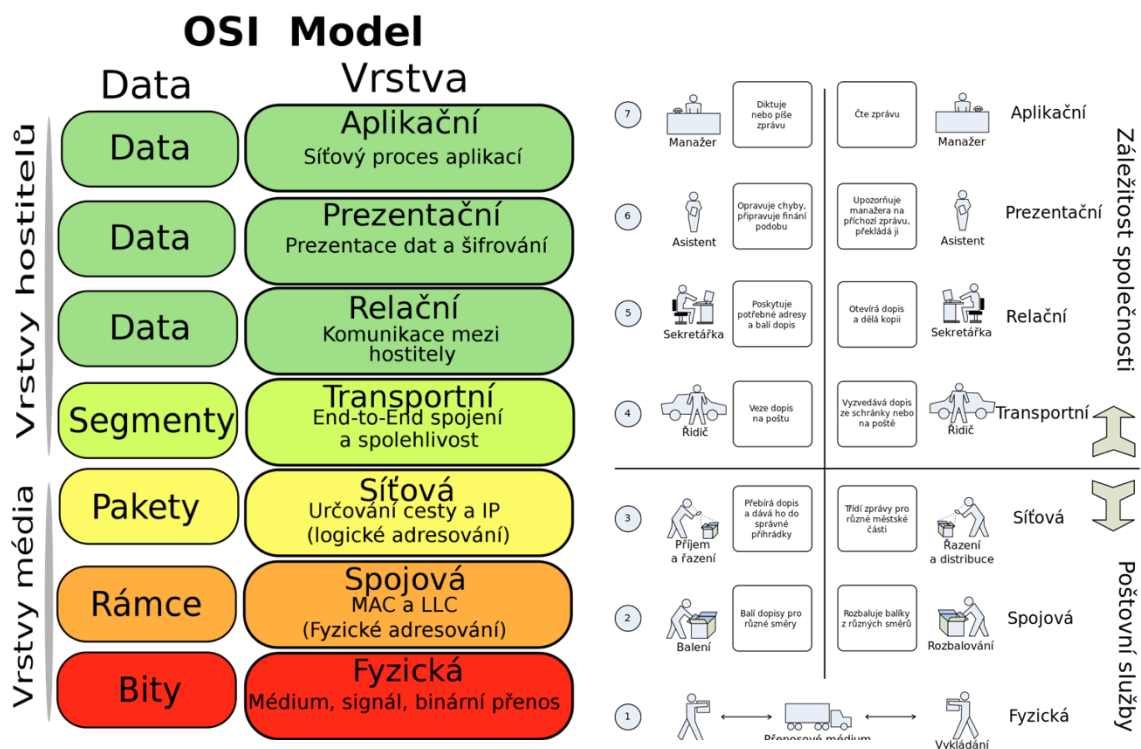 OSI Model
Data
Vrstva
Vrstvy hostitelů
Data
Aplikační
Síťový proces aplikací
Data
Prezentační
Prezentace dat a šifrování
Data
Relační
Komunikace mezi
hostitely
Segmenty
Transportní
End-to-End spojení
a spolehlivost
Vrstvy média
Pakety
Síťová
Určování cesty a IP
(logické adresování)
Rámce
Spojová
MAC a LLC
(Fyzické adresování)
Bity
Fyzická
Médium, signál, binární přenos
7
Manažer
Diktuje
nebo píše
zprávu
Čte zprávu
Manažer
Aplikační
6
Asistent
Opravuje chyby,
připravuje finání
podobu
Upozorňuje
manažera na
příchozí zprávu,
překládá ji
Asistent
Prezentační
5
Sekretářka
Poskytuje
potřebné adresy
a balí dopis
Otevírá dopis
a dělá kopii
Sekretářka
Relační
4
Řidič
Veze dopis
na poštu
Vyzvedává dopis
ze schránky nebo
na poště
Řidič
Transportní
Záležitost společnosti
3
Příjem
a řazení
Přebírá dopis
a dává ho do
správné
přihrádky
Třídí zprávy pro
různé městské
části
Řazení
a distribuce
Síťová
2
Balení
Balí dopisy pro
různé směry
Rozbaluje balíky
z různých směrů
Rozbalování
Spojová
1
Přenosové médium
Vykládání
Fyzická
Poštovní služby